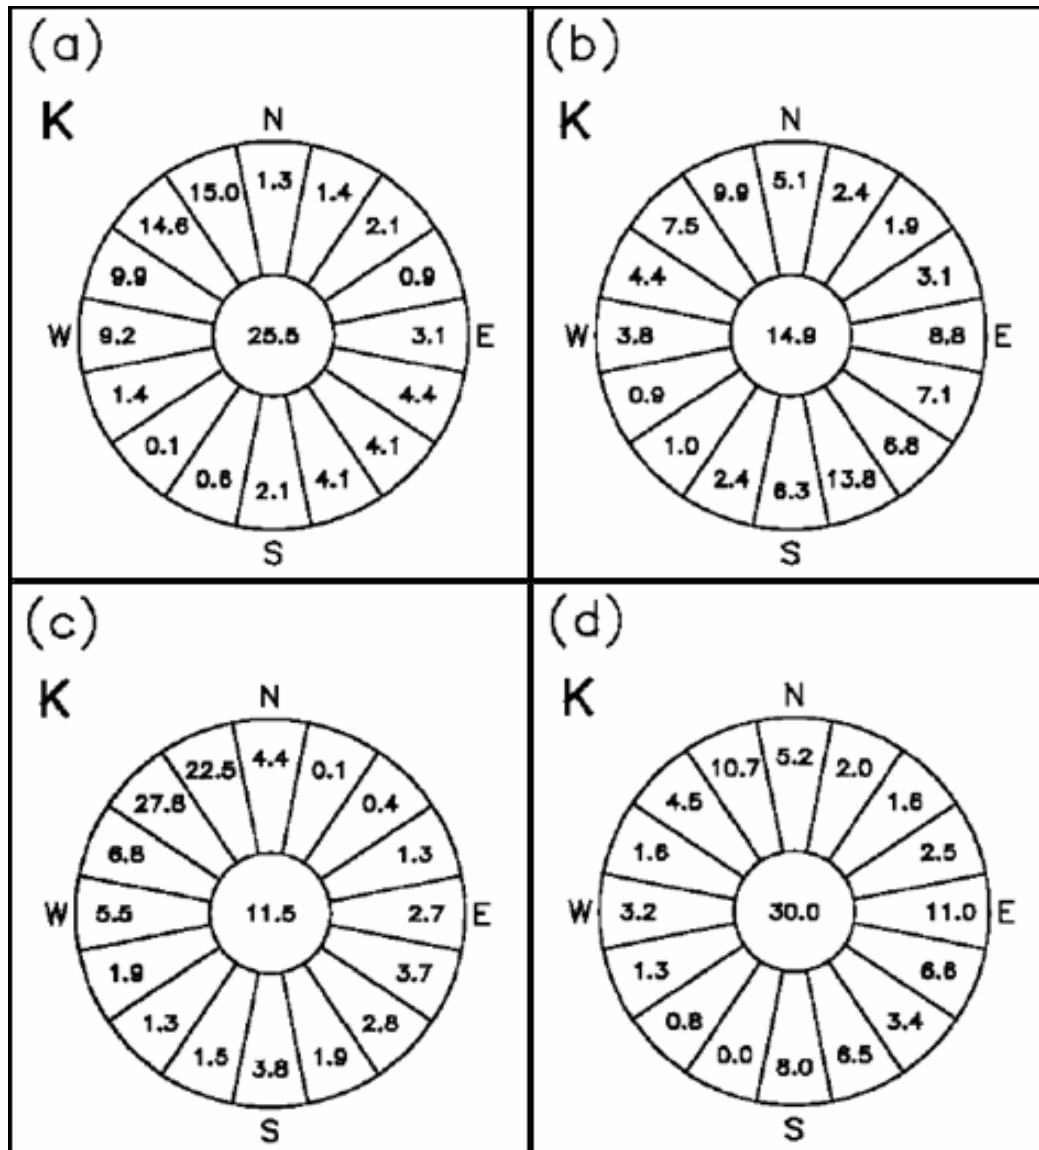 (a)
K
N
15.0 1.3 1.4
14.6 2.1
9.9 0.9
W 9.2 25.5 3.1 E
1.4 4.4
0.1 4.1
0.6 2.1 4.1
S
(b)
K
N
9.9 5.1 2.4
7.5 1.9
4.4 3.1
W 3.8 14.9 8.8 E
0.9 7.1
1.0 6.8
2.4 6.3 13.8
S
(c)
K
N
22.5 4.4 0.1
27.8 0.4
6.8 1.3
W 5.5 11.5 2.7 E
1.9 3.7
1.3 2.8
1.5 3.8 1.9
S
(d)
K
N
10.7 5.2 2.0
4.5 1.6
1.6 2.5
W 3.2 30.0 11.0 E
1.3 6.6
0.8 3.4
0.0 8.0 6.5
S